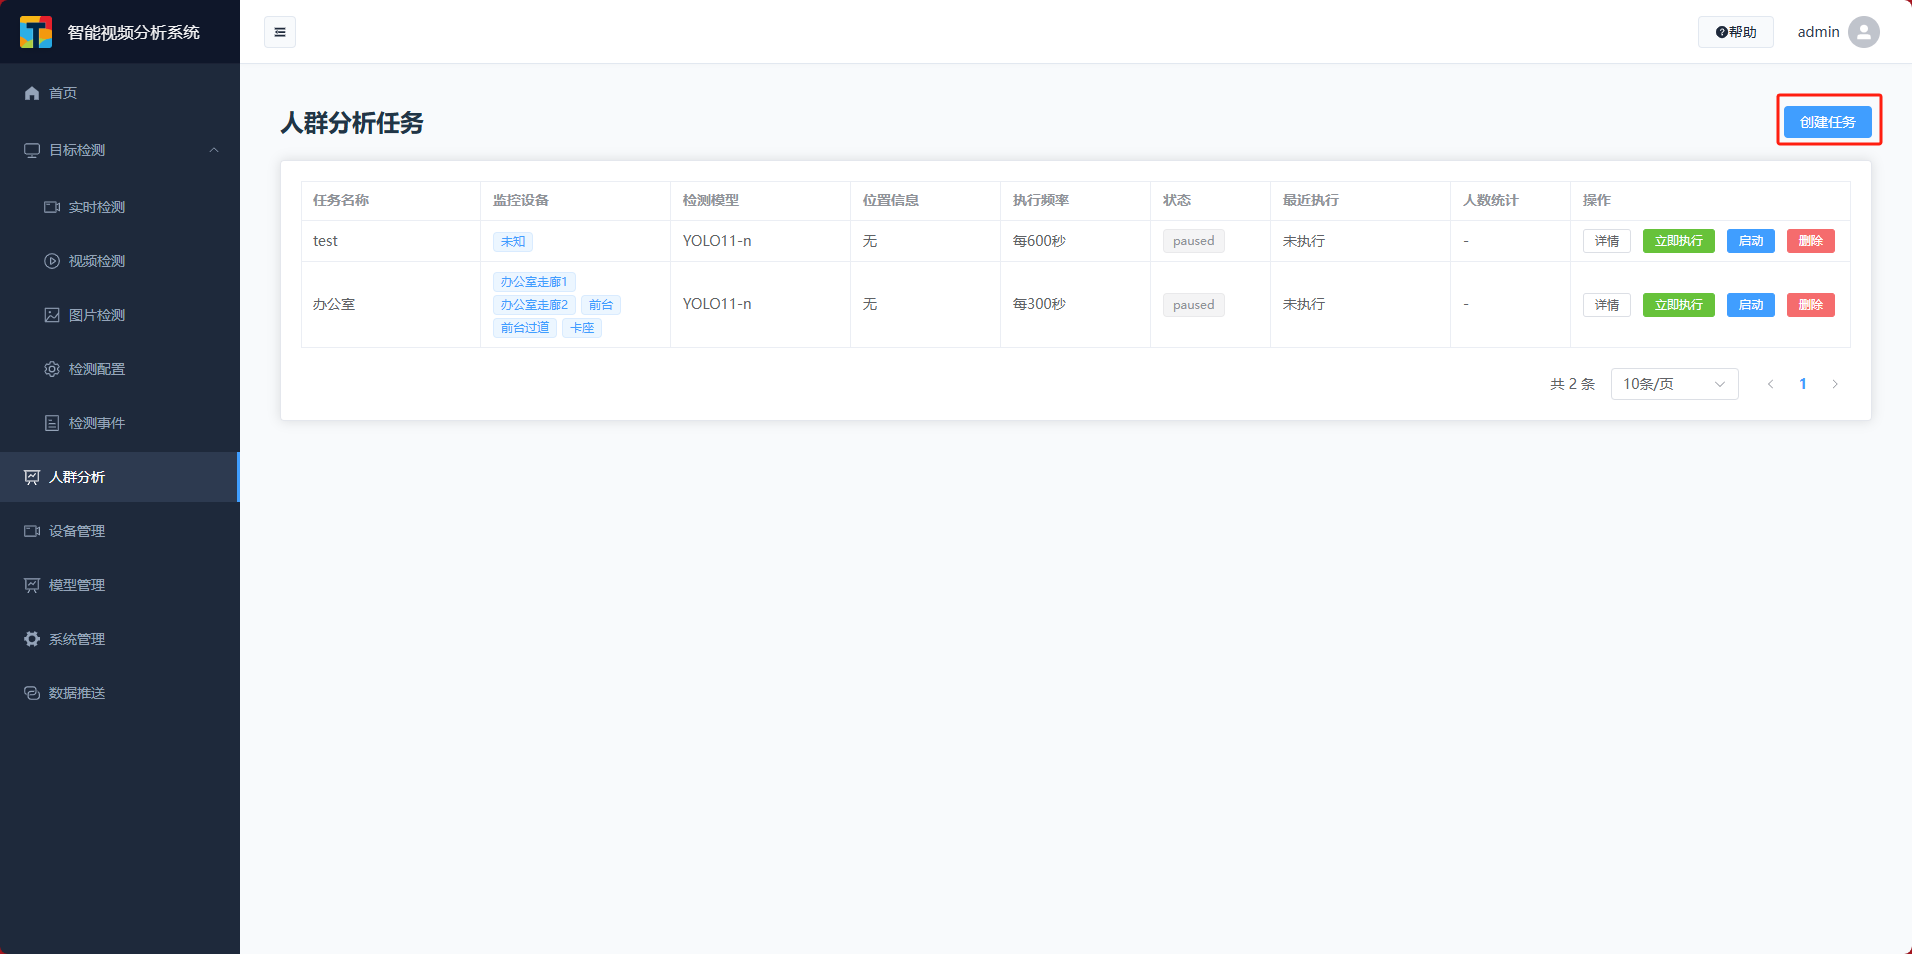 智能视频分析系统
帮助
admin
首页
目标检测
实时检测
视频检测
图片检测
检测配置
检测事件
人群分析
设备管理
模型管理
系统管理
数据推送
人群分析任务
创建任务
任务名称 监控设备 检测模型 位置信息 执行频率 状态 最近执行 人数统计 操作
test 未知 YOLO11-n 无 每600秒 paused 未执行 - 详情 立即执行 启动 删除
办公室走廊1
办公室 办公室走廊2 前台 YOLO11-n 无 每300秒 paused 未执行 - 详情 立即执行 启动 删除
前台过道 卡座
共 2 条 10条/页 1